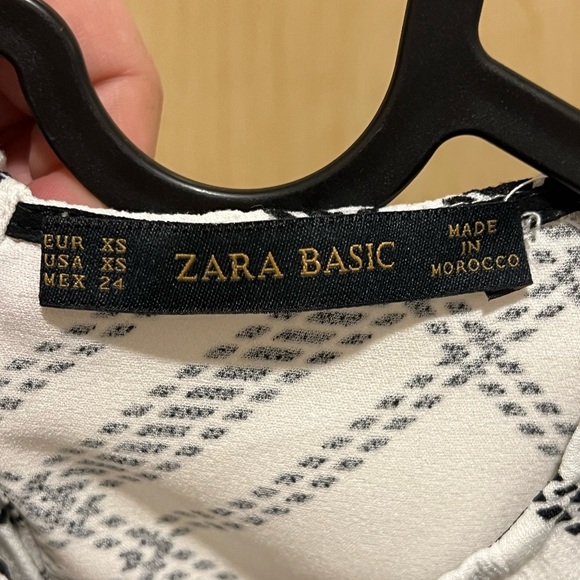 EUR XS
USA XS
MEX 24
ZARA BASIC
MADE
IN
MOROCCO